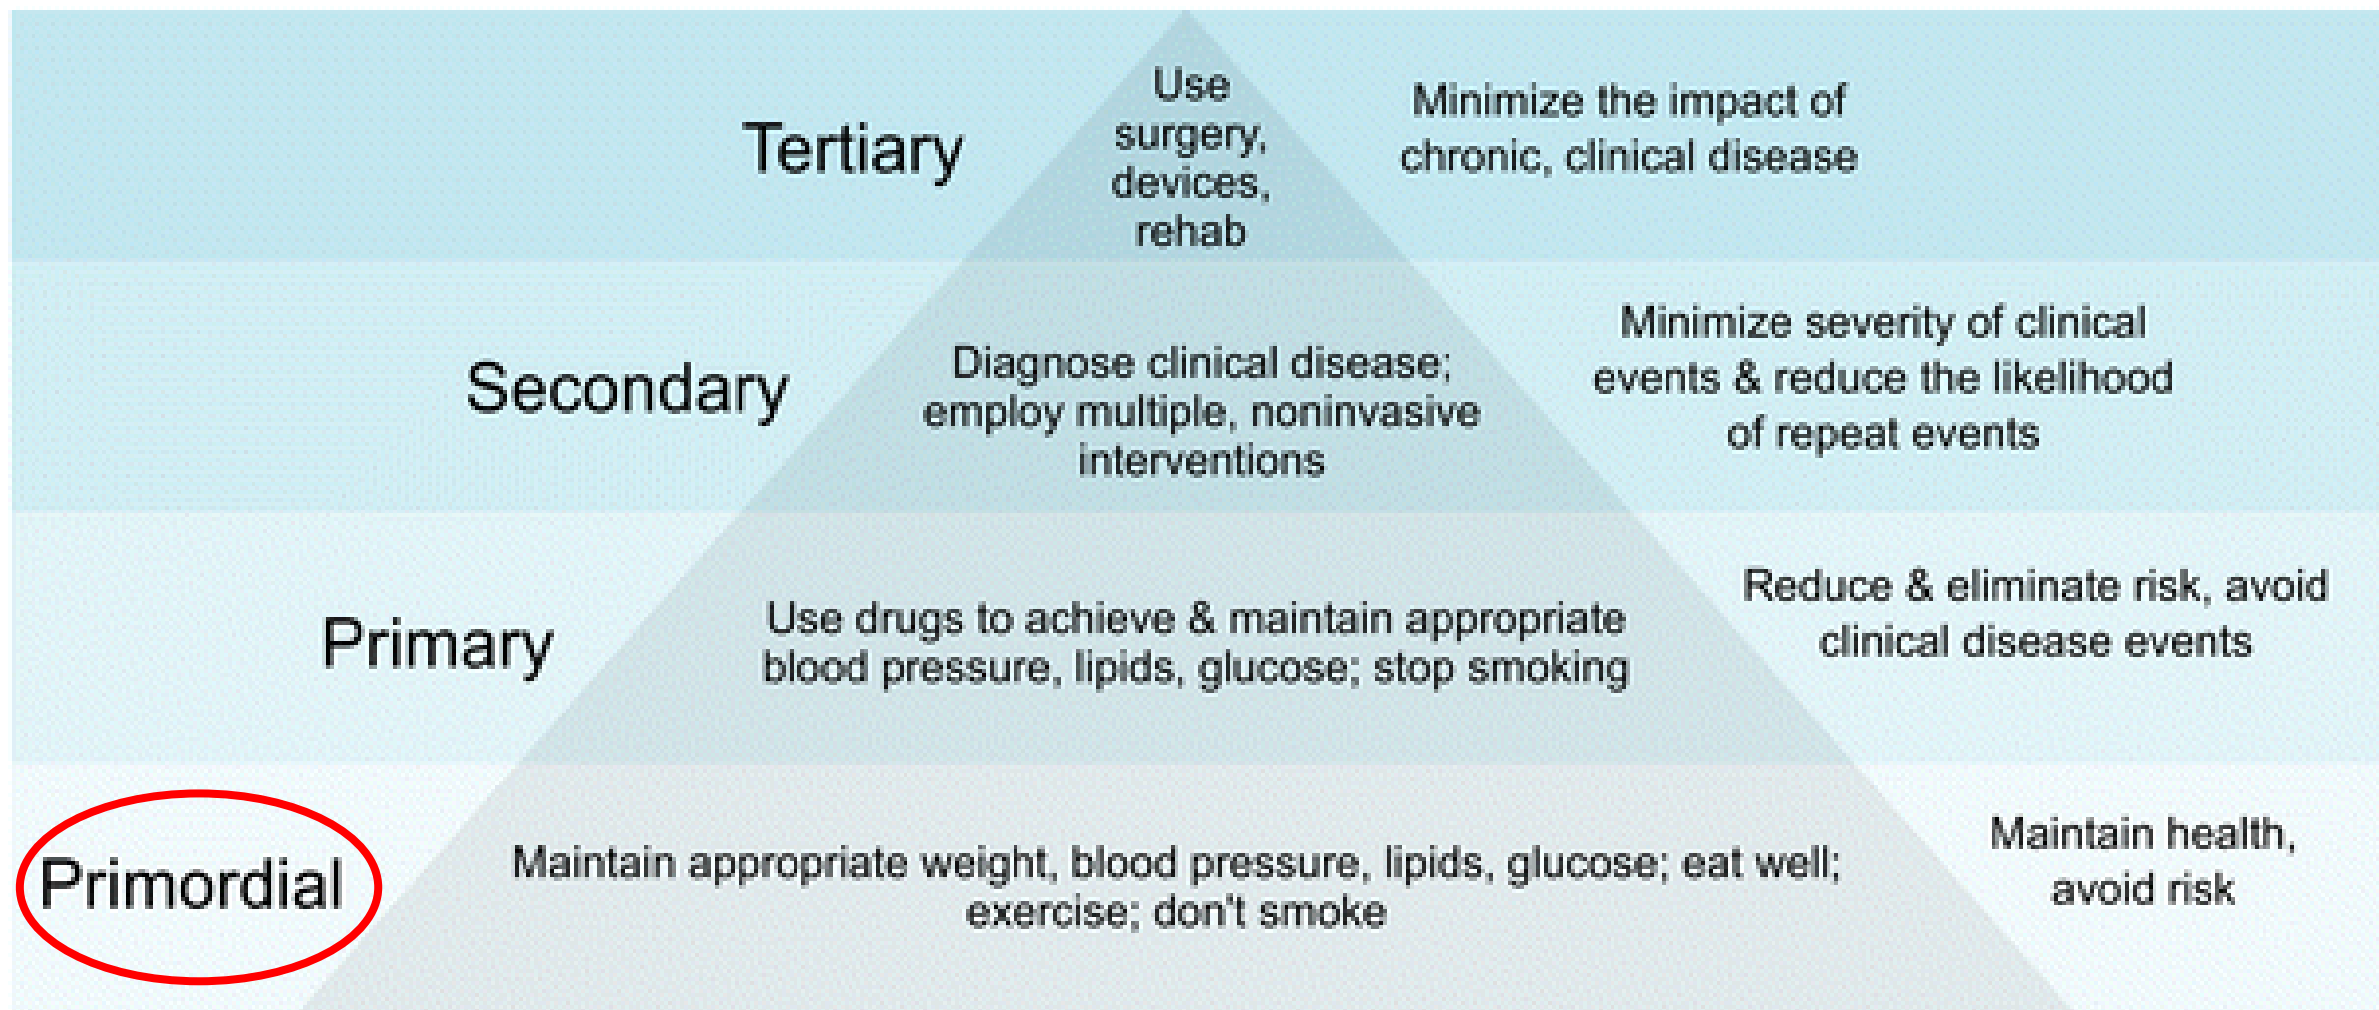 Tertiary
Use
surgery,
devices,
rehab
Minimize the impact of
chronic, clinical disease
Secondary
Diagnose clinical disease;
employ multiple, noninvasive
interventions
Minimize severity of clinical
events & reduce the likelihood
of repeat events
Primary
Use drugs to achieve & maintain appropriate
blood pressure, lipids, glucose; stop smoking
Reduce & eliminate risk, avoid
clinical disease events
Primordial
Maintain appropriate weight, blood pressure, lipids, glucose; eat well;
exercise; don't smoke
Maintain health,
avoid risk